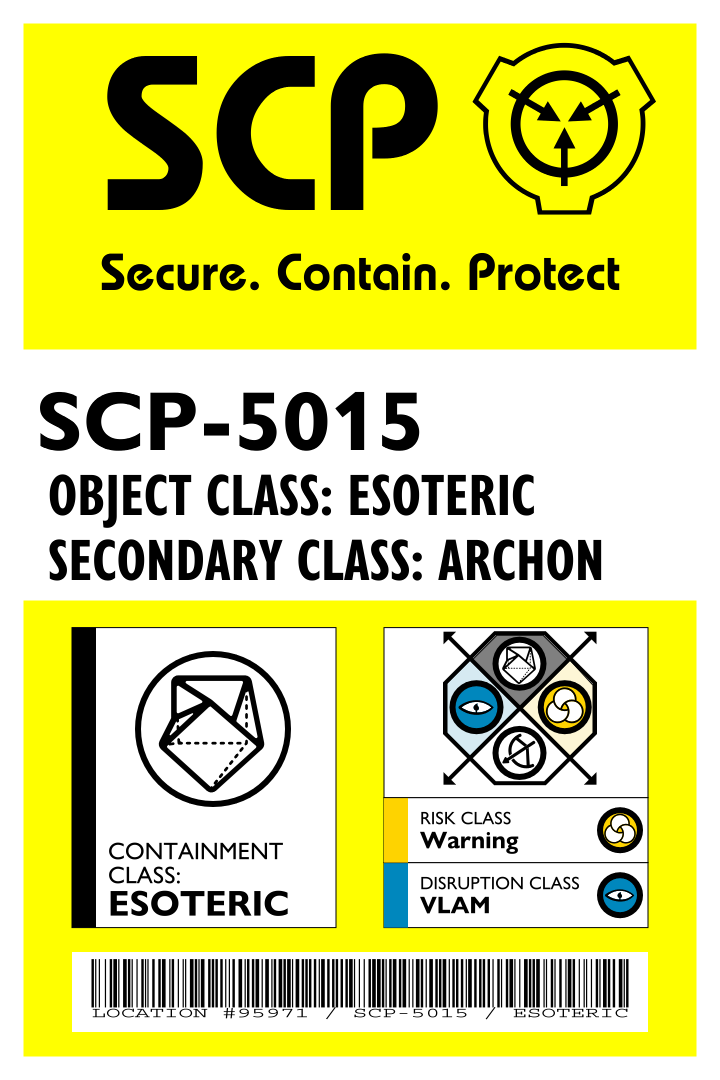 SCP
Secure. Contain. Protect
SCP-5015
OBJECT CLASS: ESOTERIC
SECONDARY CLASS: ARCHON
CONTAINMENT
CLASS:
ESOTERIC
RISK CLASS
Warning
DISRUPTION CLASS
VLAM
LOCATION #95971 / SCP-5015 / ESOTERIC